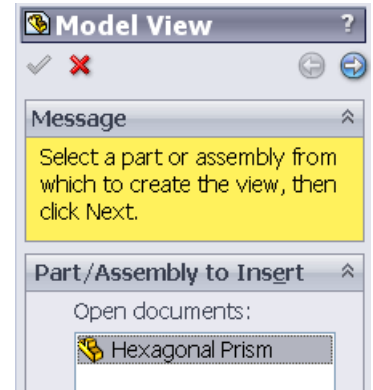 Model View ?
Message
Select a part or assembly from
which to create the view, then
click Next.
Part/Assembly to Insert
Open documents:
Hexagonal Prism